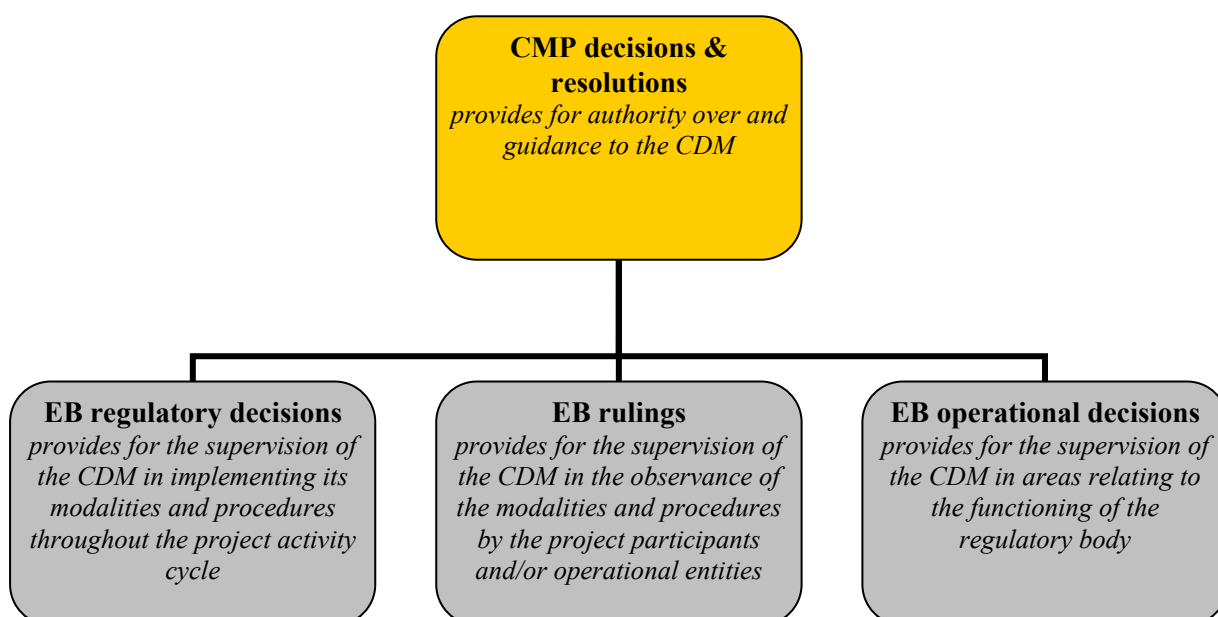 CMP decisions &
resolutions
provides for authority over and
guidance to the CDM
EB regulatory decisions
provides for the supervision of
the CDM in implementing its
modalities and procedures
throughout the project activity
cycle
EB rulings
provides for the supervision of
the CDM in the observance of
the modalities and procedures
by the project participants
and/or operational entities
EB operational decisions
provides for the supervision of
the CDM in areas relating to
the functioning of the
regulatory body